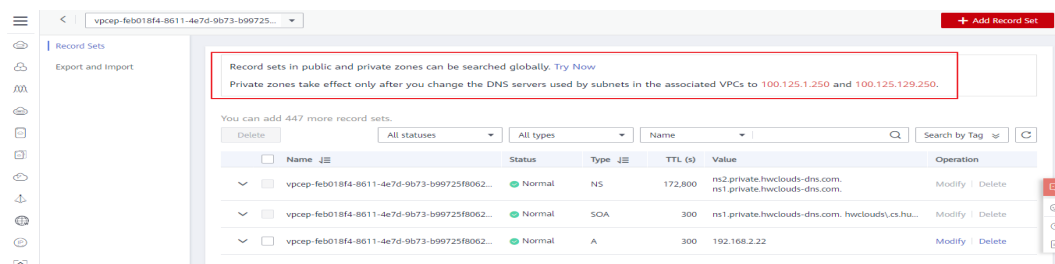 vpcep-feb018f4-8611-4e7d-9b73-b99725...
+ Add Record Set
Record Sets
Export and Import
Record sets in public and private zones can be searched globally. Try Now
Private zones take effect only after you change the DNS servers used by subnets in the associated VPCs to 100.125.1.250 and 100.125.129.250.
You can add 447 more record sets.
Delete All statuses All types Name Search by Tag
Name Status Type TTL (s) Value Operation
vpcep-feb018f4-8611-4e7d-9b73-b99725f8062... Normal NS 172,800 ns2.private.hwclouds-dns.com. Modify Delete
ns1.private.hwclouds-dns.com.
vpcep-feb018f4-8611-4e7d-9b73-b99725f8062... Normal SOA 300 ns1.private.hwclouds-dns.com. hwclouds\.cs.hu... Modify Delete
vpcep-feb018f4-8611-4e7d-9b73-b99725f8062... Normal A 300 192.168.2.22 Modify Delete